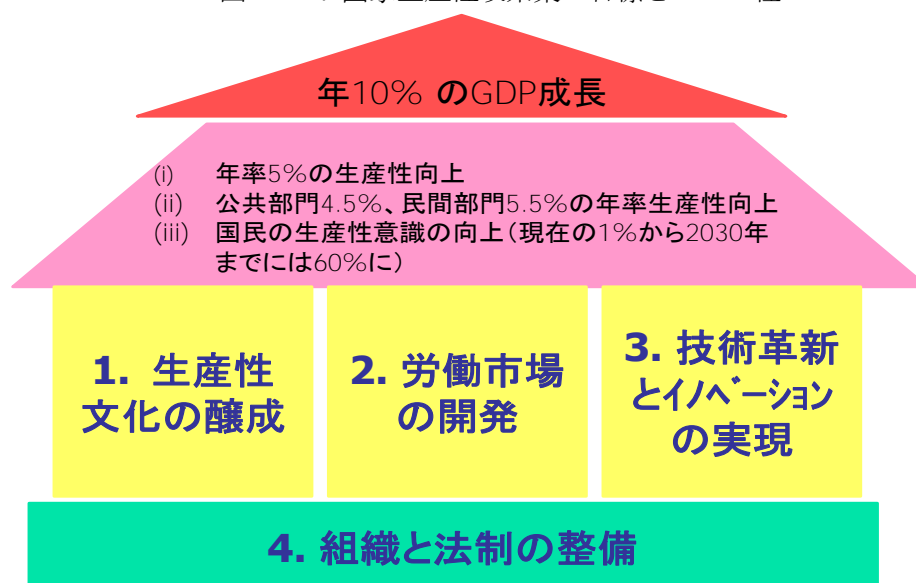 年10% のGDP成長
(i) 年率5%の生産性向上
(ii) 公共部門4.5%、民間部門5.5%の年率生産性向上
(iii) 国民の生産性意識の向上（現在の1%から2030年
までには60%に）
1. 生産性
文化の醸成
2. 労働市場
の開発
3. 技術革新
とイノベーション
の実現
4. 組織と法制の整備